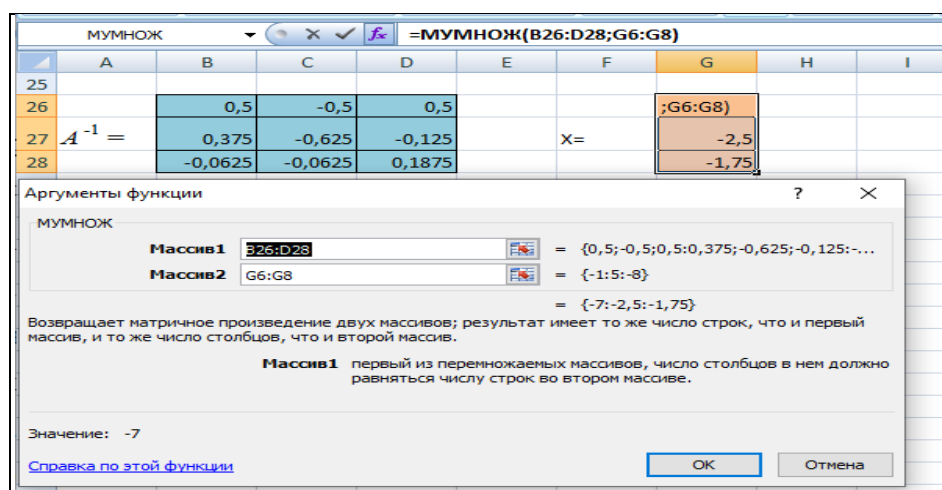 МУМНОЖ fx =МУМНОЖ(B26:D28;G6:G8)
A B C D E F G H I
25
26 0,5 -0,5 0,5 ;G6:G8)
27 A -1 = 0,375 -0,625 -0,125 X= -2,5
28 -0,0625 -0,0625 0,1875 -1,75
Аргументы функции ? ×
МУМНОЖ
Массив1 B26:D28 = {0,5;-0,5;0,5:0,375;-0,625;-0,125:-...
Массив2 G6:G8 = {-1:5:-8}
= {-7:-2,5:-1,75}
Возвращает матричное произведение двух массивов; результат имеет то же число строк, что и первый
массив, и то же число столбцов, что и второй массив.
Массив1 первый из перемножаемых массивов, число столбцов в нем должно
равняться числу строк во втором массиве.
Значение: -7
Справка по этой функции
ОК Отмена